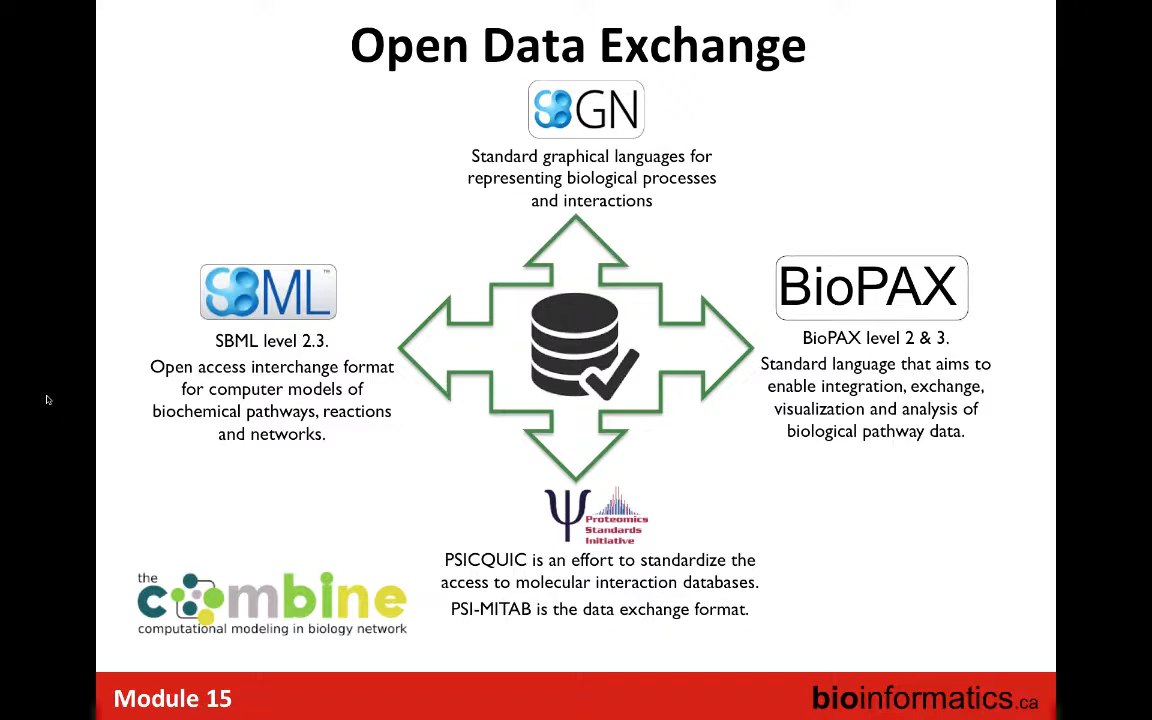 Open Data Exchange
SBGN
Standard graphical languages for
representing biological processes
and interactions
SBML™
SBML level 2.3.
Open access interchange format
for computer models of
biochemical pathways, reactions
and networks.
BioPAX
BioPAX level 2 & 3.
Standard language that aims to
enable integration, exchange,
visualization and analysis of
biological pathway data.
Ψ
Proteomics
Standards
Initiative
PSICQUIC is an effort to standardize the
access to molecular interaction databases.
PSI-MITAB is the data exchange format.
the
combine
computational modeling in biology network
Module 15
bioinformatics.ca